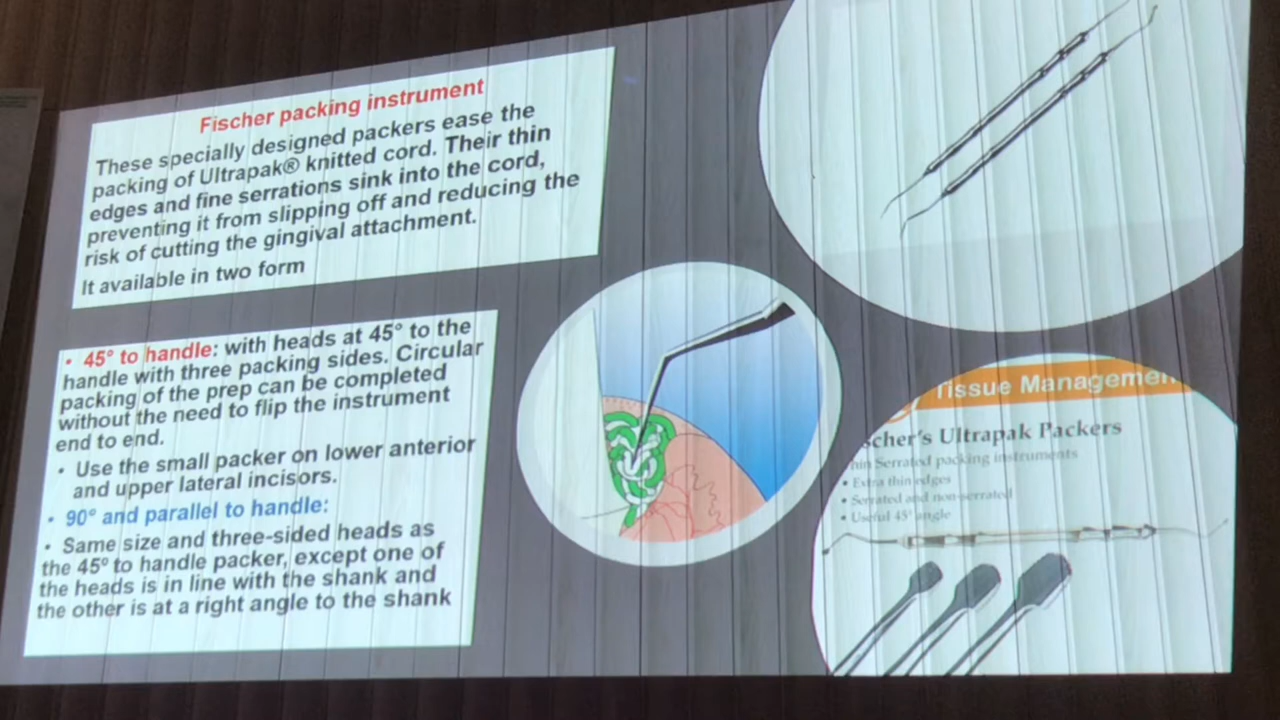 Fischer packing instrument
These specially designed packers ease the
packing of Ultrapak® knitted cord. Their thin
edges and fine serrations sink into the cord,
preventing it from slipping off and reducing the
risk of cutting the gingival attachment.
It available in two form
• 45° to handle: with heads at 45° to the
handle with three packing sides. Circular
packing of the prep can be completed
without the need to flip the instrument
end to end.
• Use the small packer on lower anterior
and upper lateral incisors.
• 90° and parallel to handle:
• Same size and three-sided heads as
the 45º to handle packer, except one of
the heads is in line with the shank and
the other is at a right angle to the shank
Tissue Managemen
scher's Ultrapak Packers
hin Serrated packing instruments
• Extra thin edges
• Serrated and non-serrated
• Useful 45° angle